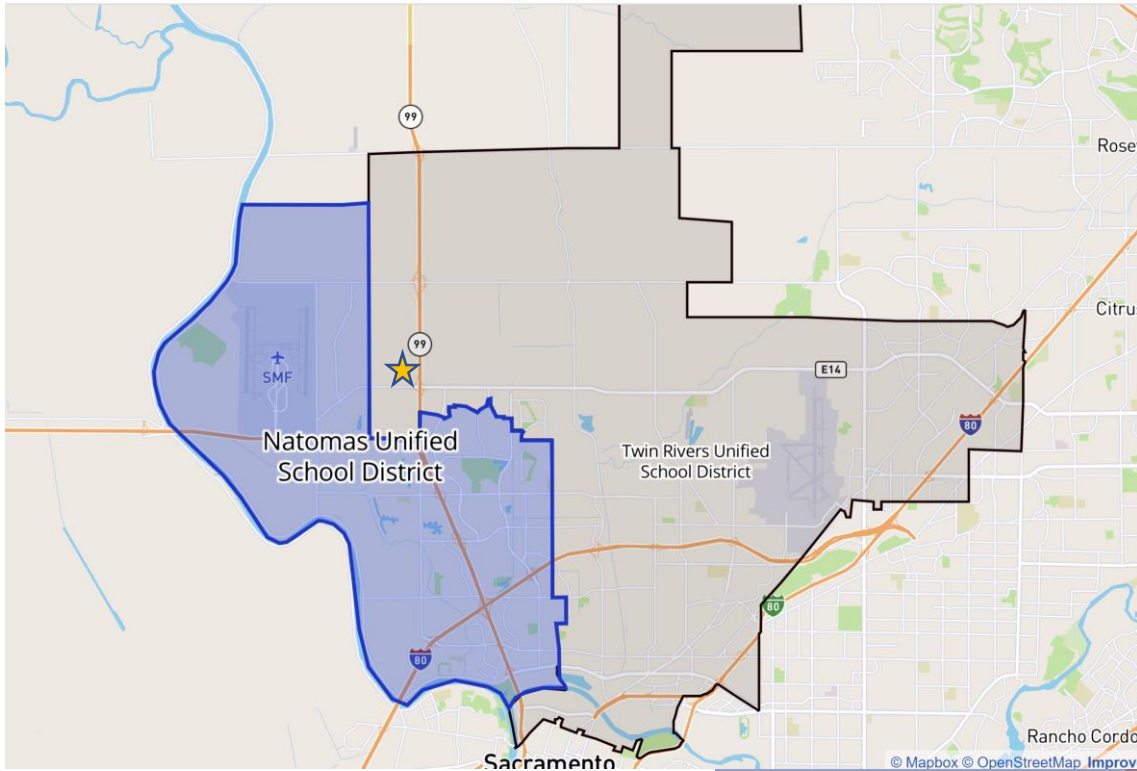 99
Rose
Citrus
99
SMF
E14
80
Natomas Unified
School District
Twin Rivers Unified
School District
80
80
Sacramento
Rancho Cordo
© Mapbox © OpenStreetMap Improv